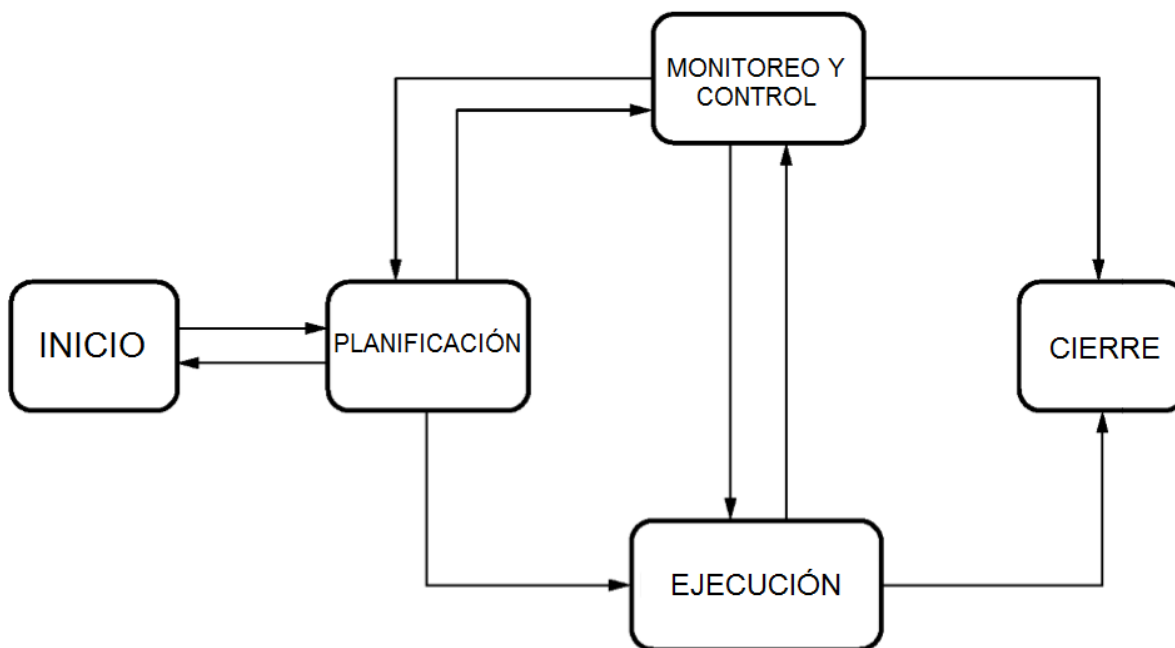 MONITOREO Y
CONTROL
INICIO
PLANIFICACIÓN
CIERRE
EJECUCIÓN